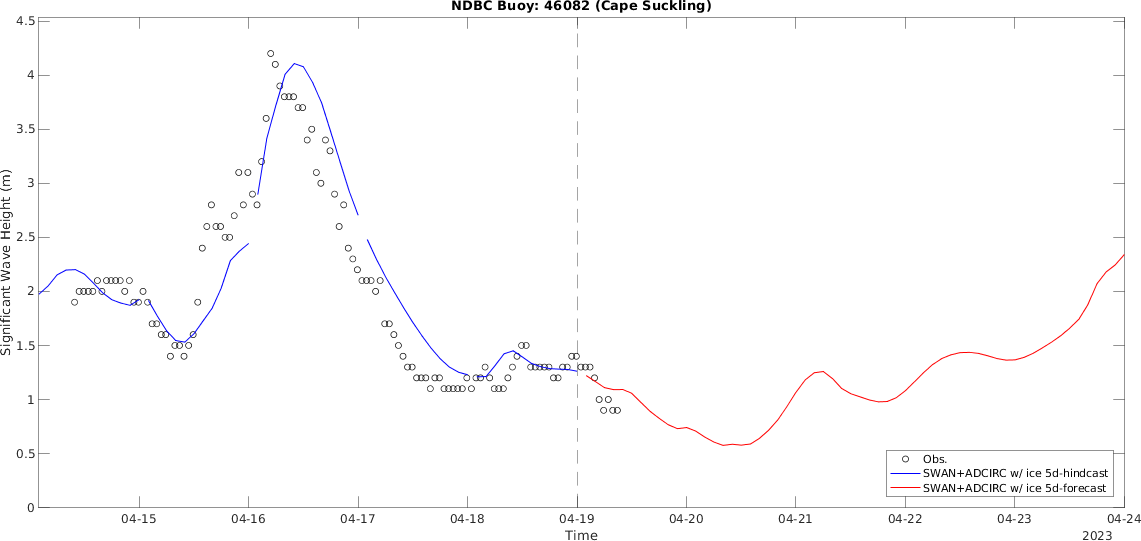 NDBC Buoy: 46082 (Cape Suckling)
Significant Wave Height (m)
4.5
4
3.5
3
2.5
2
1.5
1
0.5
0
Obs.
SWAN+ADCIRC w/ ice 5d-hindcast
SWAN+ADCIRC w/ ice 5d-forecast
04-15 04-16 04-17 04-18 04-19 04-20 04-21 04-22 04-23 04-24
Time
2023